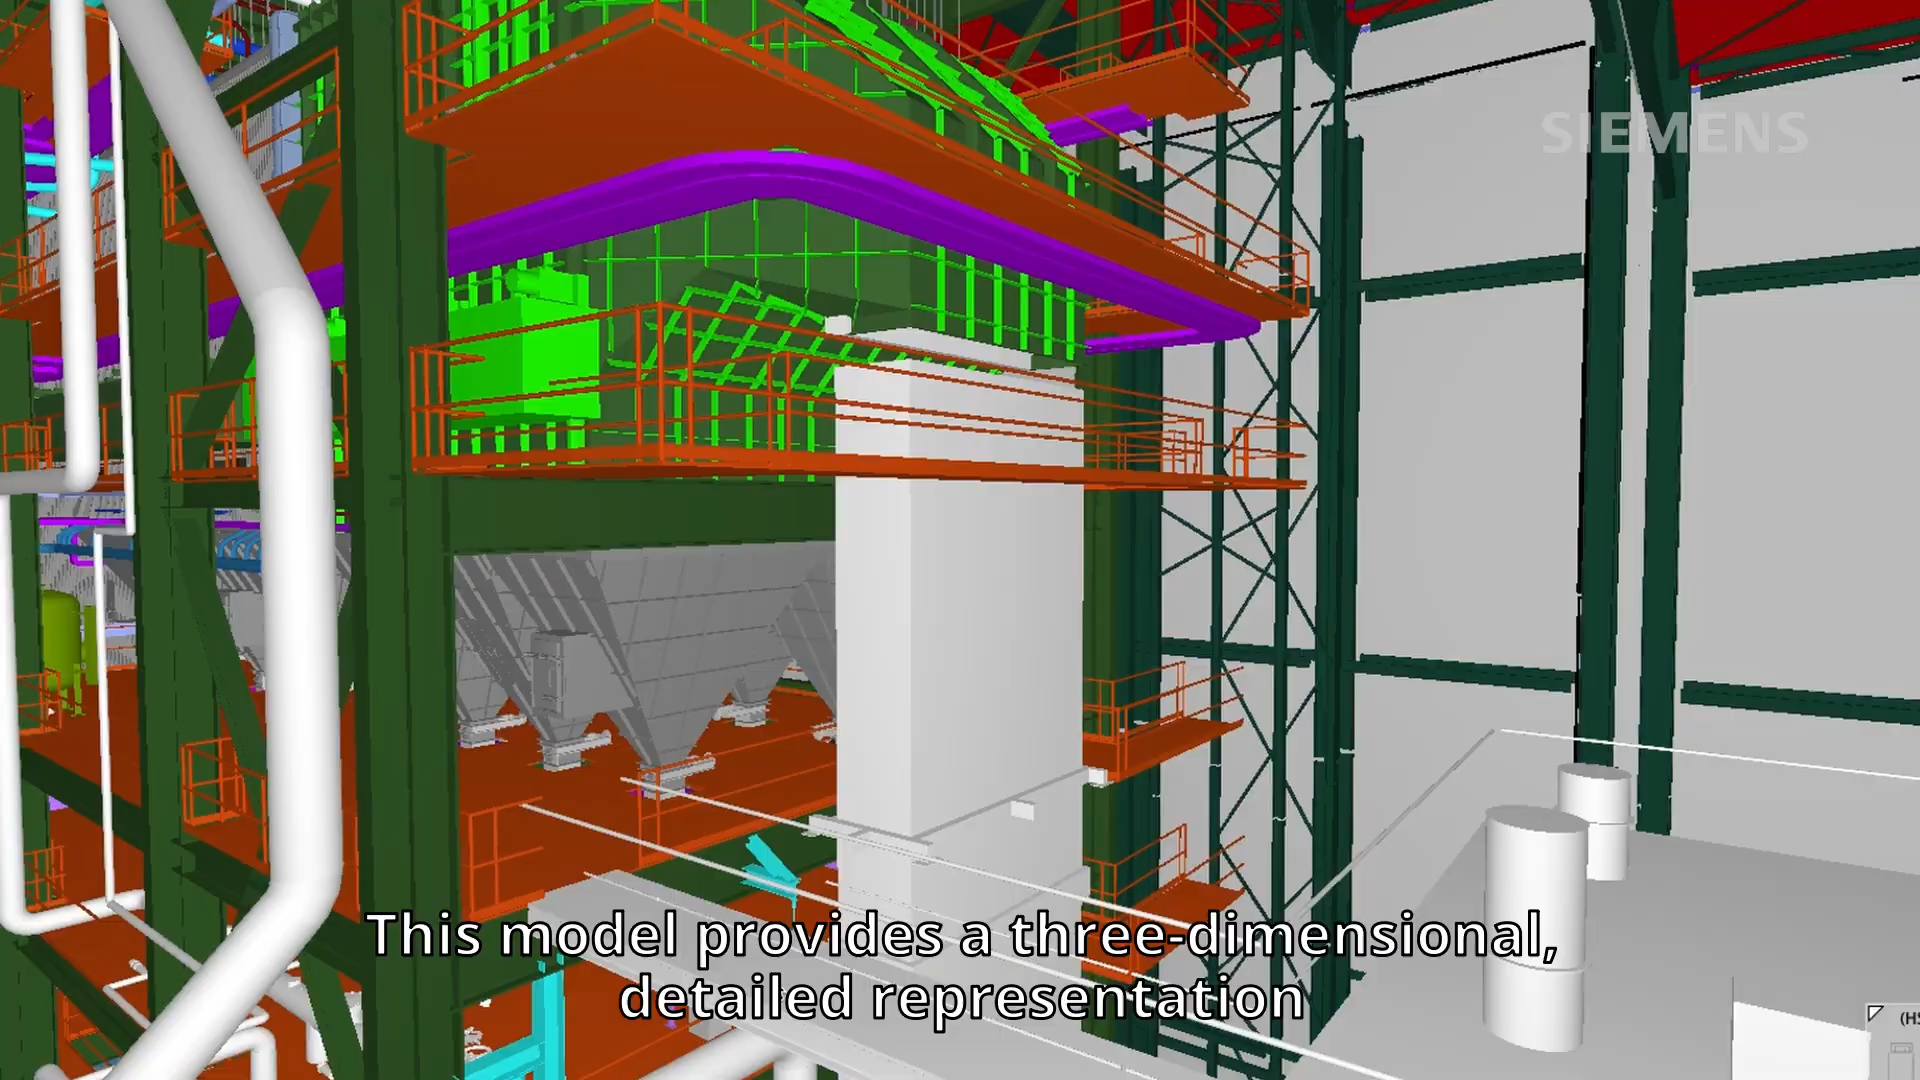 SIEMENS
This model provides a three-dimensional,
detailed representation